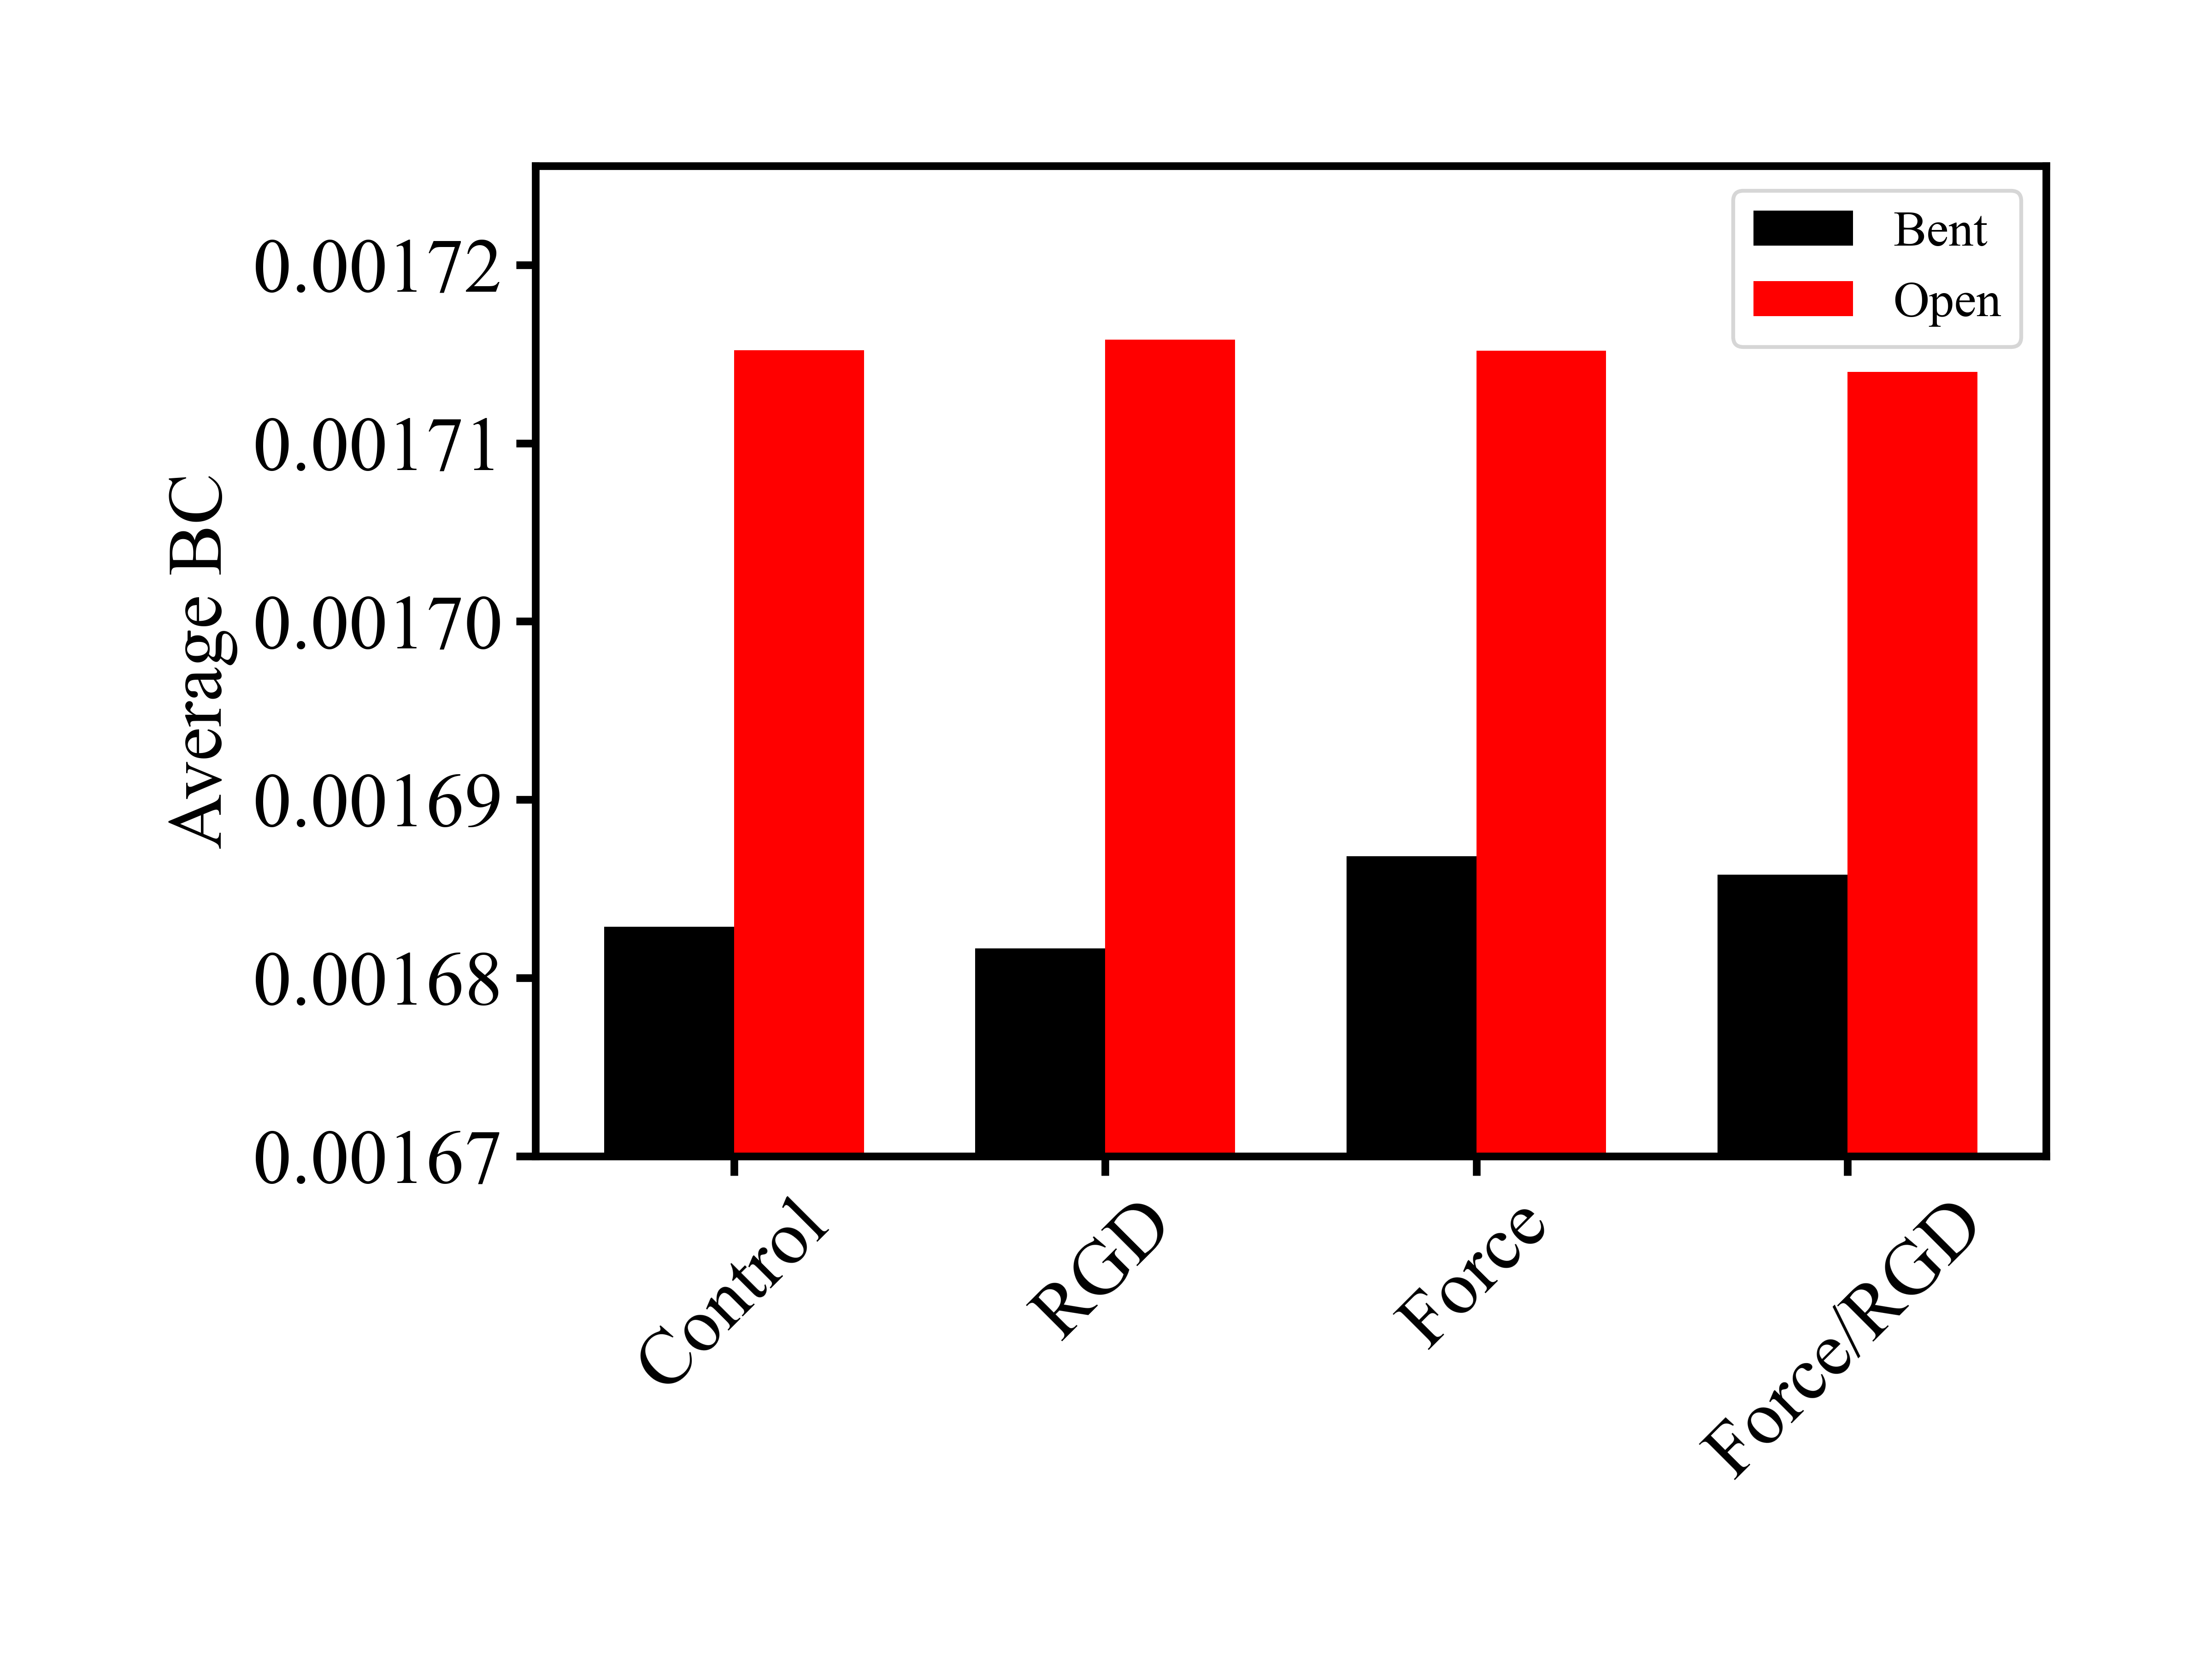 Average BC
0.00172
0.00171
0.00170
0.00169
0.00168
0.00167
Bent
Open
Control
RGD
Force
Force/RGD